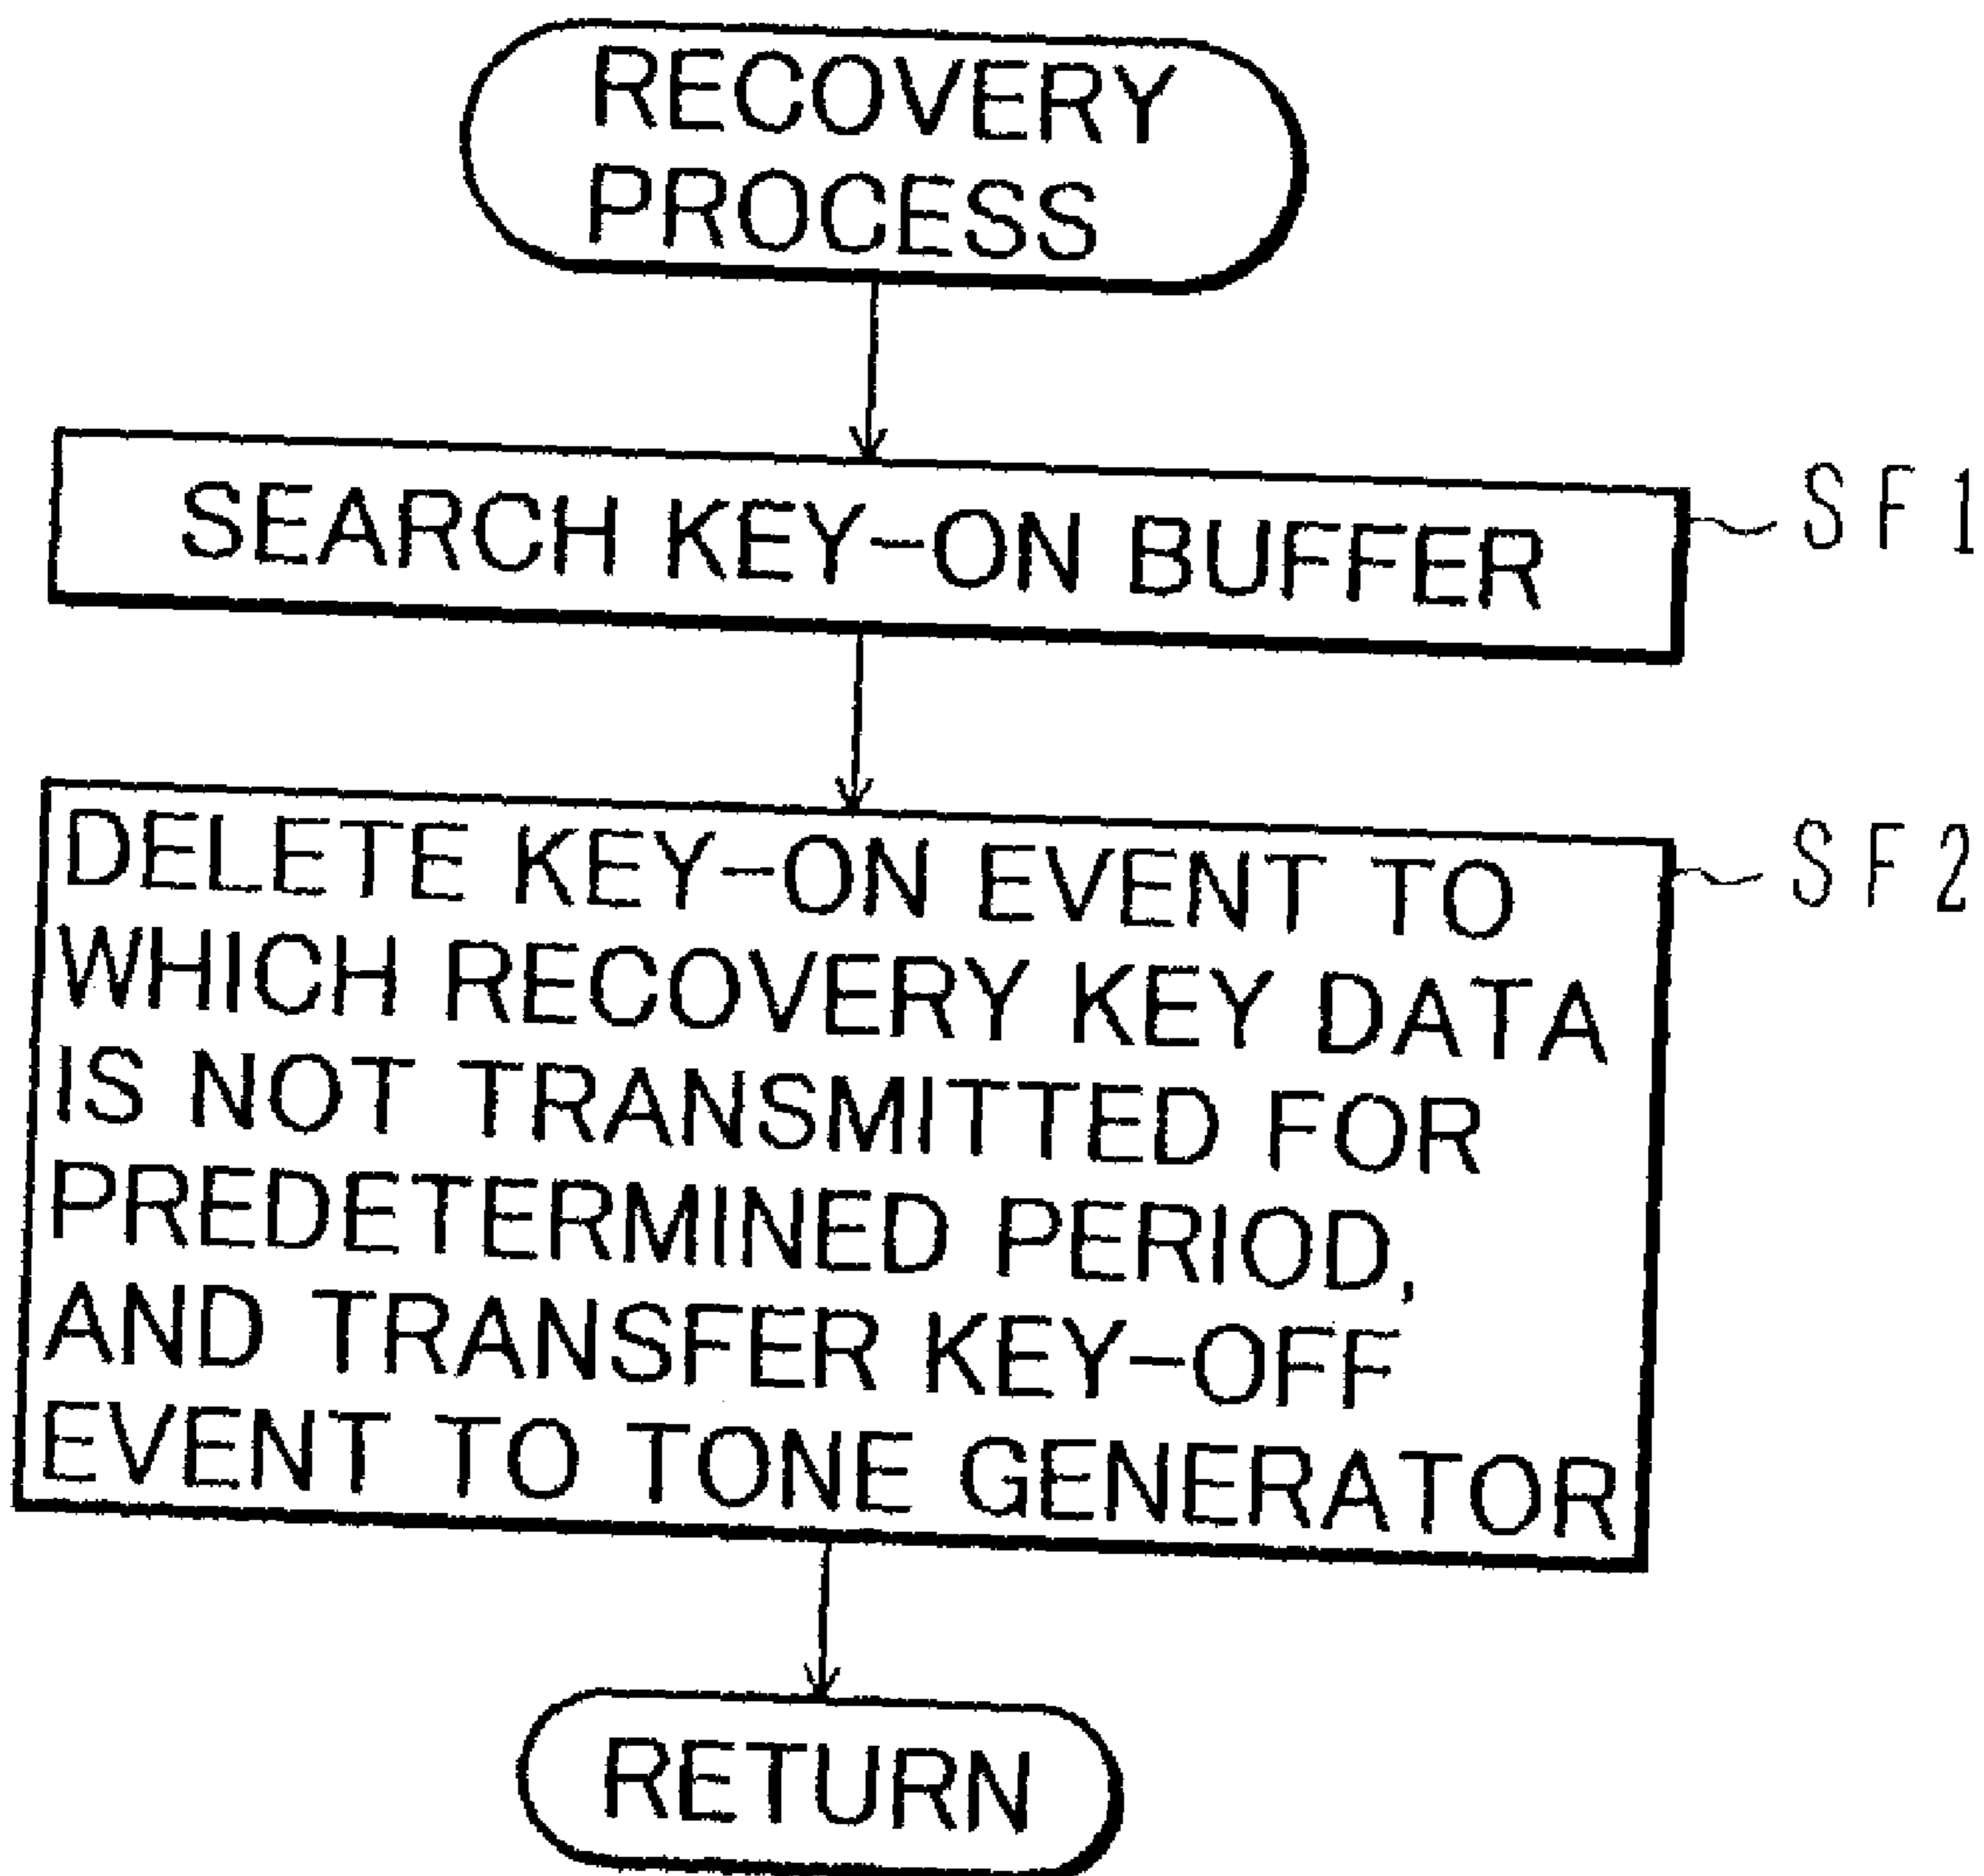 RECOVERY
PROCESS
SEARCH KEY-ON BUFFER
SF1
DELETE KEY-ON EVENT TO
SF2
WHICH RECOVERY KEY DATA
IS NOT TRANSMITTED FOR
PREDETERMINED PERIOD,
AND TRANSFER KEY-OFF
EVENT TO TONE GENERATOR
RETURN